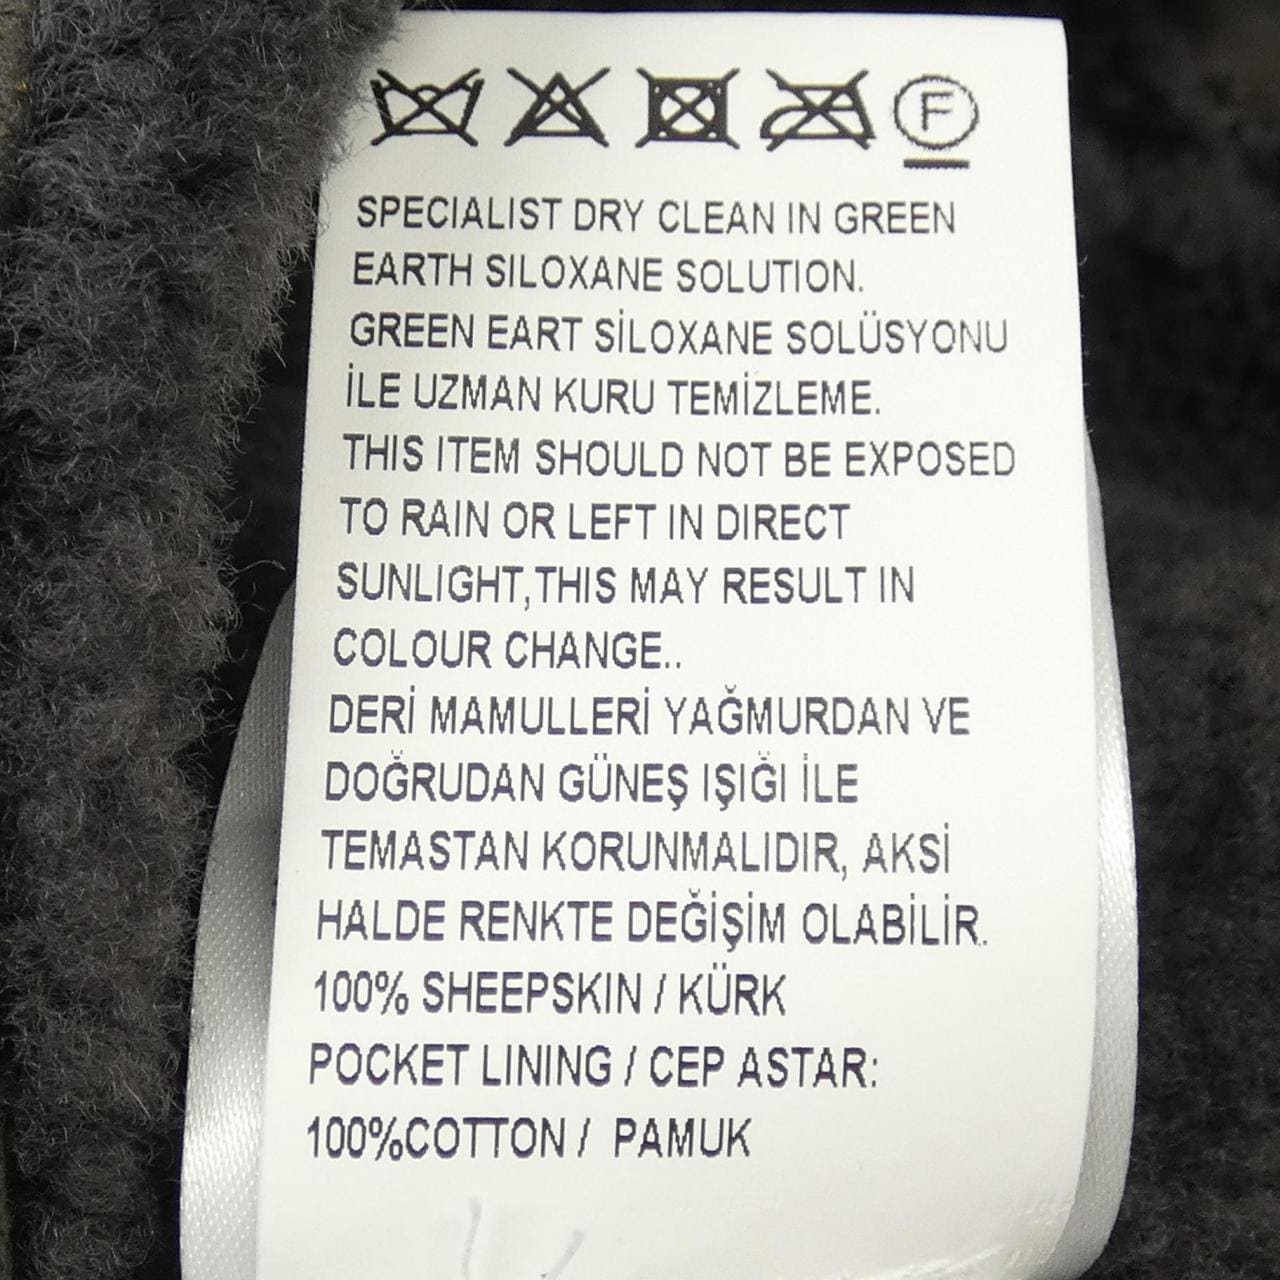 F
SPECIALIST DRY CLEAN IN GREEN
EARTH SILOXANE SOLUTION.
GREEN EART SİLOXANE SOLÜSYONU
İLE UZMAN KURU TEMİZLEME.
THIS ITEM SHOULD NOT BE EXPOSED
TO RAIN OR LEFT IN DIRECT
SUNLIGHT,THIS MAY RESULT IN
COLOUR CHANGE..
DERİ MAMULLERİ YAĞMURDAN VE
DOĞRUDAN GÜNEŞ IŞIĞI İLE
TEMASTAN KORUNMALIDIR, AKSİ
HALDE RENKTE DEĞİŞİM OLABİLİR.
100% SHEEPSKIN / KÜRK
POCKET LINING / CEP ASTAR:
100%COTTON / PAMUK